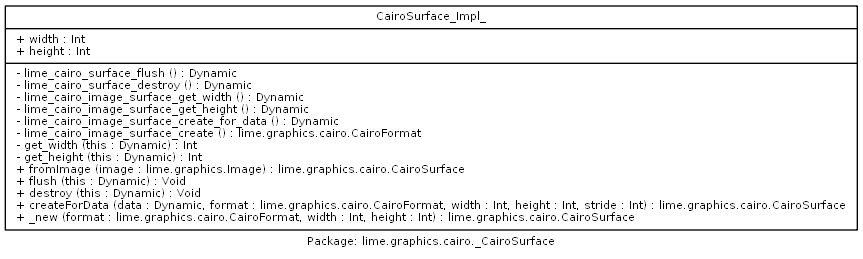 CairoSurface_Impl_
+ width : Int
+ height : Int
- lime_cairo_surface_flush () : Dynamic
- lime_cairo_surface_destroy () : Dynamic
- lime_cairo_image_surface_get_width () : Dynamic
- lime_cairo_image_surface_get_height () : Dynamic
- lime_cairo_image_surface_create_for_data () : Dynamic
- lime_cairo_image_surface_create () : lime.graphics.cairo.CairoFormat
- get_width (this : Dynamic) : Int
- get_height (this : Dynamic) : Int
+ fromImage (image : lime.graphics.Image) : lime.graphics.cairo.CairoSurface
+ flush (this : Dynamic) : Void
+ destroy (this : Dynamic) : Void
+ createForData (data : Dynamic, format : lime.graphics.cairo.CairoFormat, width : Int, height : Int, stride : Int) : lime.graphics.cairo.CairoSurface
+ _new (format : lime.graphics.cairo.CairoFormat, width : Int, height : Int) : lime.graphics.cairo.CairoSurface
Package: lime.graphics.cairo._CairoSurface